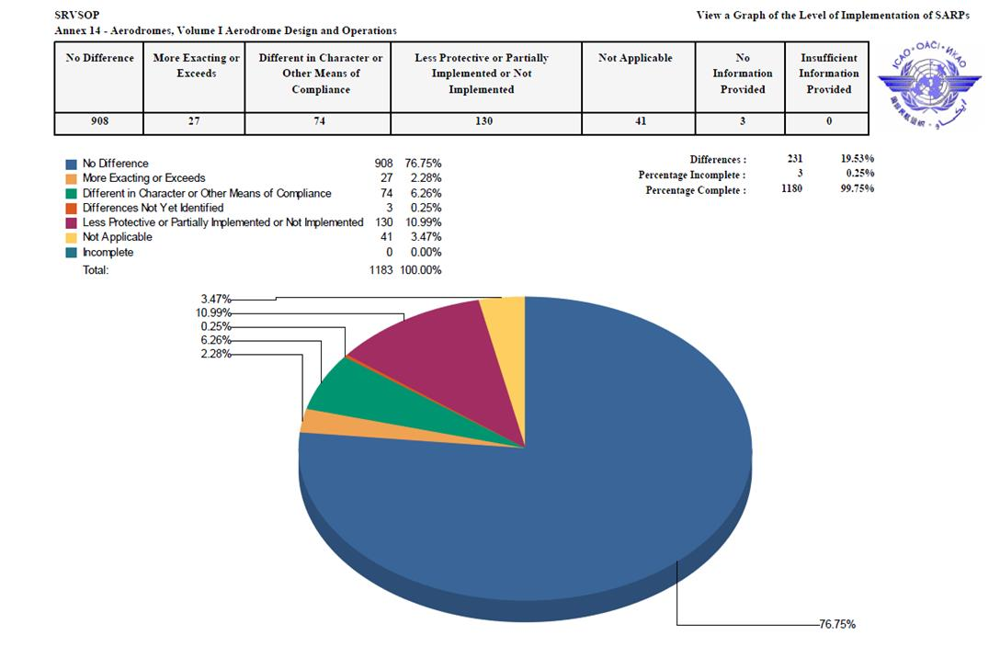 SRVSOP
View a Graph of the Level of Implementation of SARPs
Annex 14 - Aerodromes, Volume I Aerodrome Design and Operations
No Difference
More Exacting or
Exceeds
Different in Character or
Other Means of
Compliance
Less Protective or Partially
Implemented or Not
Implemented
Not Applicable
No
Information
Provided
Insufficient
Information
Provided
908 27 74 130 41 3 0
ICAO · OACI · ИКАО
No Difference 908 76.75%
More Exacting or Exceeds 27 2.28%
Different in Character or Other Means of Compliance 74 6.26%
Differences Not Yet Identified 3 0.25%
Less Protective or Partially Implemented or Not Implemented 130 10.99%
Not Applicable 41 3.47%
Incomplete 0 0.00%
Total: 1183 100.00%
Differences : 231 19.53%
Percentage Incomplete : 3 0.25%
Percentage Complete : 1180 99.75%
3.47%
10.99%
0.25%
6.26%
2.28%
76.75%